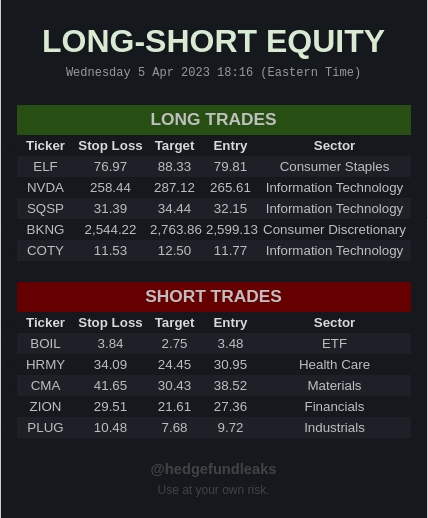 LONG-SHORT EQUITY
Wednesday 5 Apr 2023 18:16 (Eastern Time)
LONG TRADES
Ticker Stop Loss Target Entry Sector
ELF 76.97 88.33 79.81 Consumer Staples
NVDA 258.44 287.12 265.61 Information Technology
SQSP 31.39 34.44 32.15 Information Technology
BKNG 2,544.22 2,763.86 2,599.13 Consumer Discretionary
COTY 11.53 12.50 11.77 Information Technology
SHORT TRADES
Ticker Stop Loss Target Entry Sector
BOIL 3.84 2.75 3.48 ETF
HRMY 34.09 24.45 30.95 Health Care
CMA 41.65 30.43 38.52 Materials
ZION 29.51 21.61 27.36 Financials
PLUG 10.48 7.68 9.72 Industrials
@hedgefundleaks
Use at your own risk.